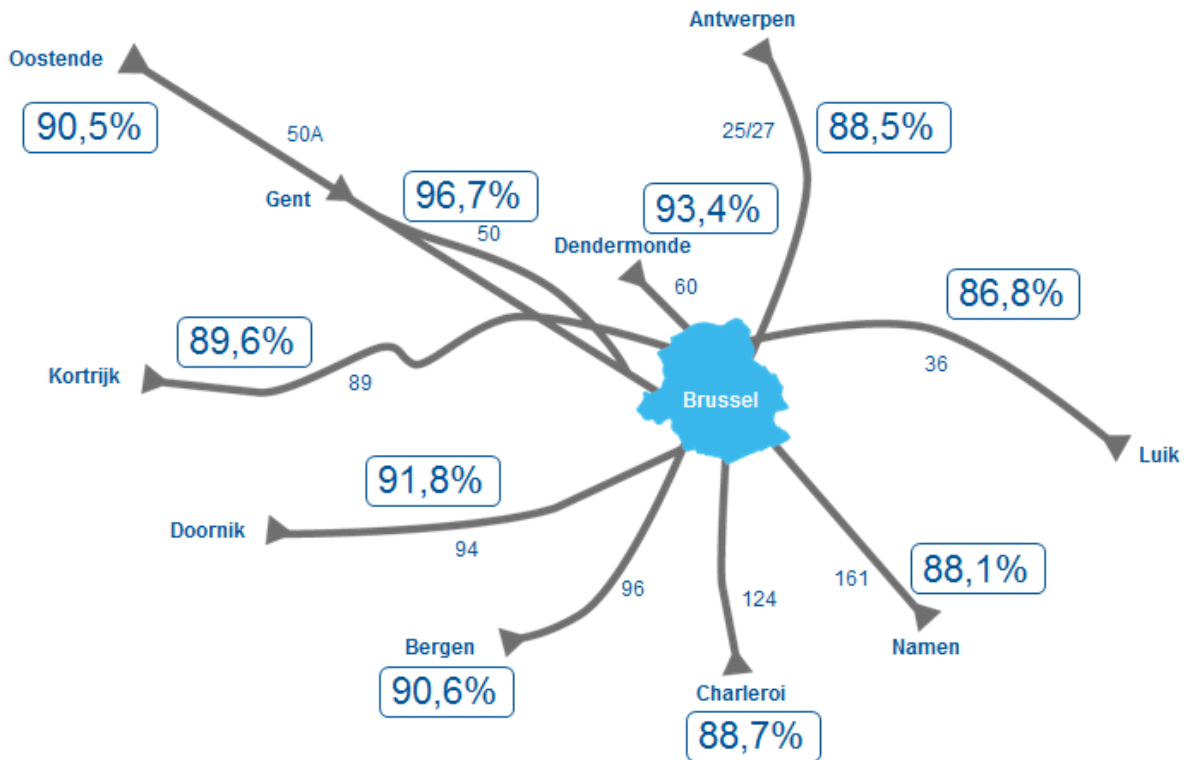 Antwerpen
Oostende
90,5%
50A
25/27
88,5%
Gent
96,7%
50
93,4%
Dendermonde
60
86,8%
36
89,6%
Kortrijk
89
Brussel
Luik
91,8%
Doornik
94
96
124
161
88,1%
Bergen
90,6%
Namen
Charleroi
88,7%